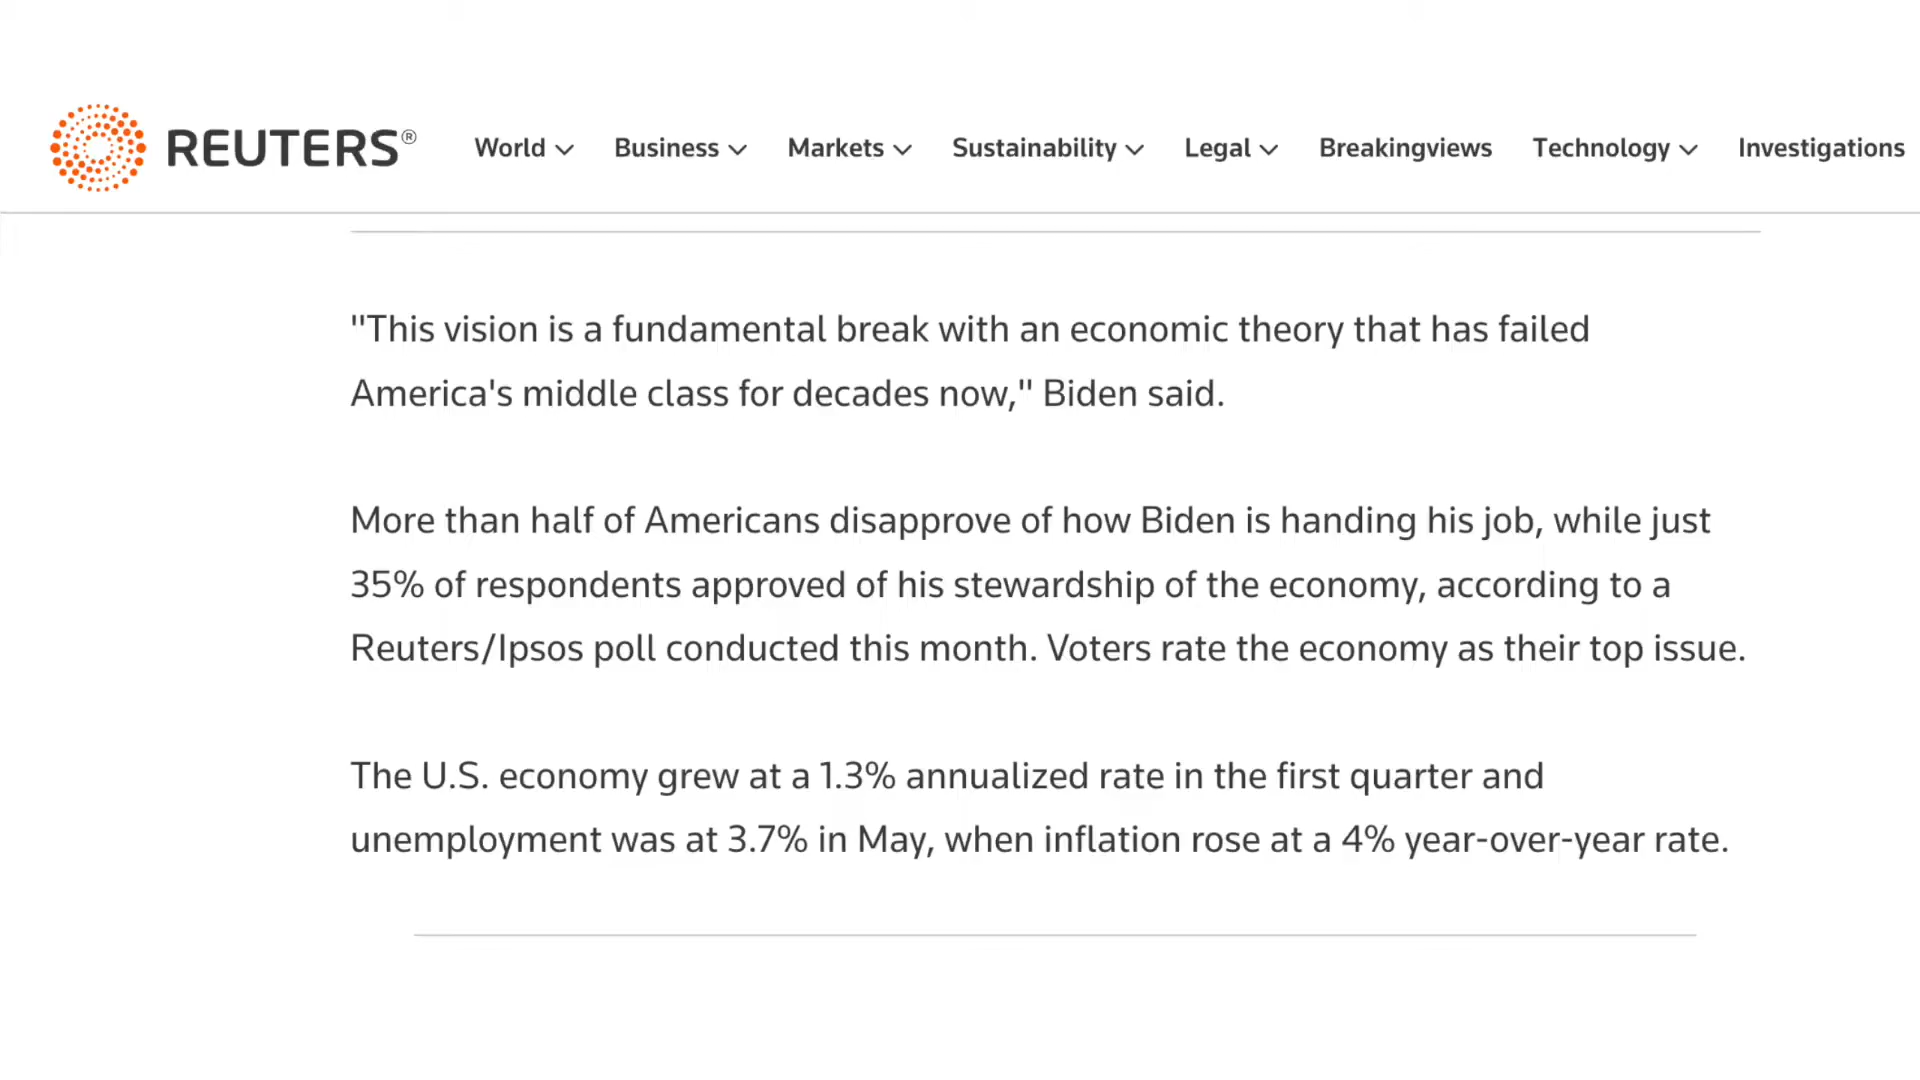 REUTERS® World Business Markets Sustainability Legal Breakingviews Technology Investigations
"This vision is a fundamental break with an economic theory that has failed
America's middle class for decades now," Biden said.
More than half of Americans disapprove of how Biden is handing his job, while just
35% of respondents approved of his stewardship of the economy, according to a
Reuters/Ipsos poll conducted this month. Voters rate the economy as their top issue.
The U.S. economy grew at a 1.3% annualized rate in the first quarter and
unemployment was at 3.7% in May, when inflation rose at a 4% year-over-year rate.